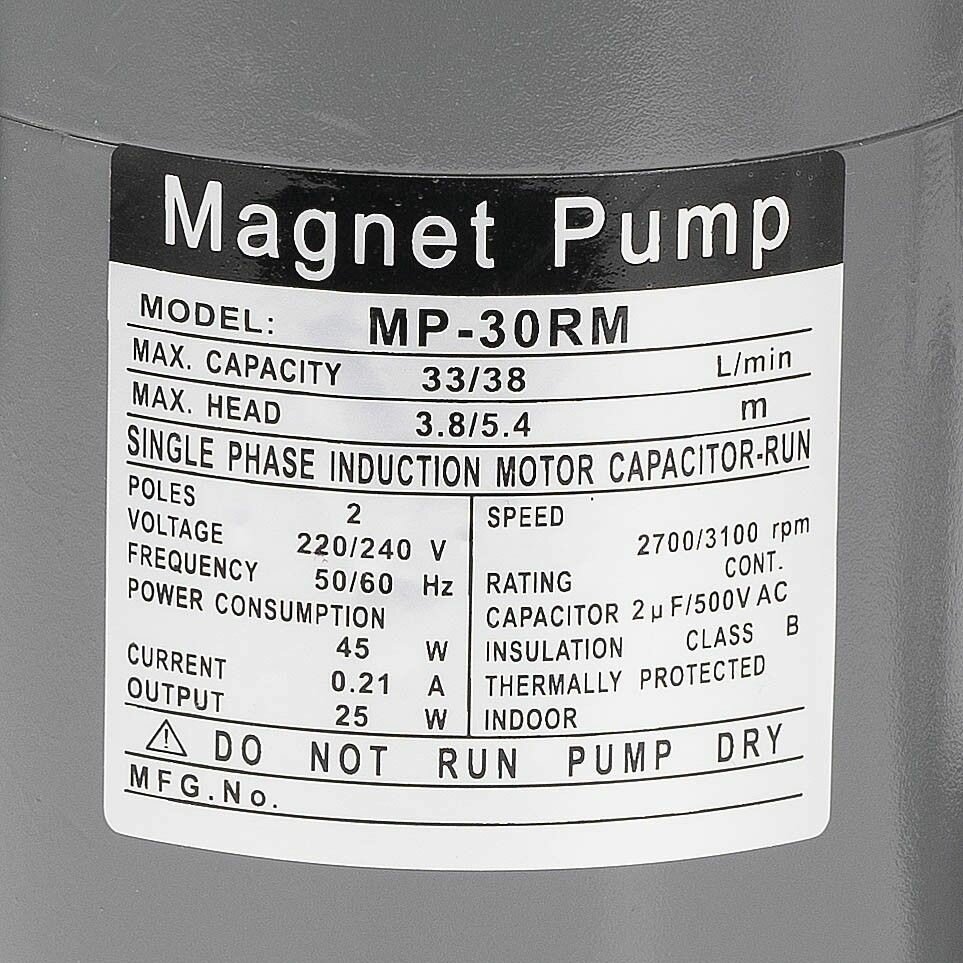 Magnet Pump
MODEL: MP-30RM
MAX. CAPACITY 33/38 L/min
MAX. HEAD 3.8/5.4 m
SINGLE PHASE INDUCTION MOTOR CAPACITOR-RUN
POLES 2
VOLTAGE 220/240 V
FREQUENCY 50/60 Hz
POWER CONSUMPTION
45 W
CURRENT 0.21 A
OUTPUT 25 W
SPEED
2700/3100 rpm
RATING CONT.
CAPACITOR 2μF/500V AC
INSULATION CLASS B
THERMALLY PROTECTED
INDOOR
⚠ DO NOT RUN PUMP DRY
MFG.No.